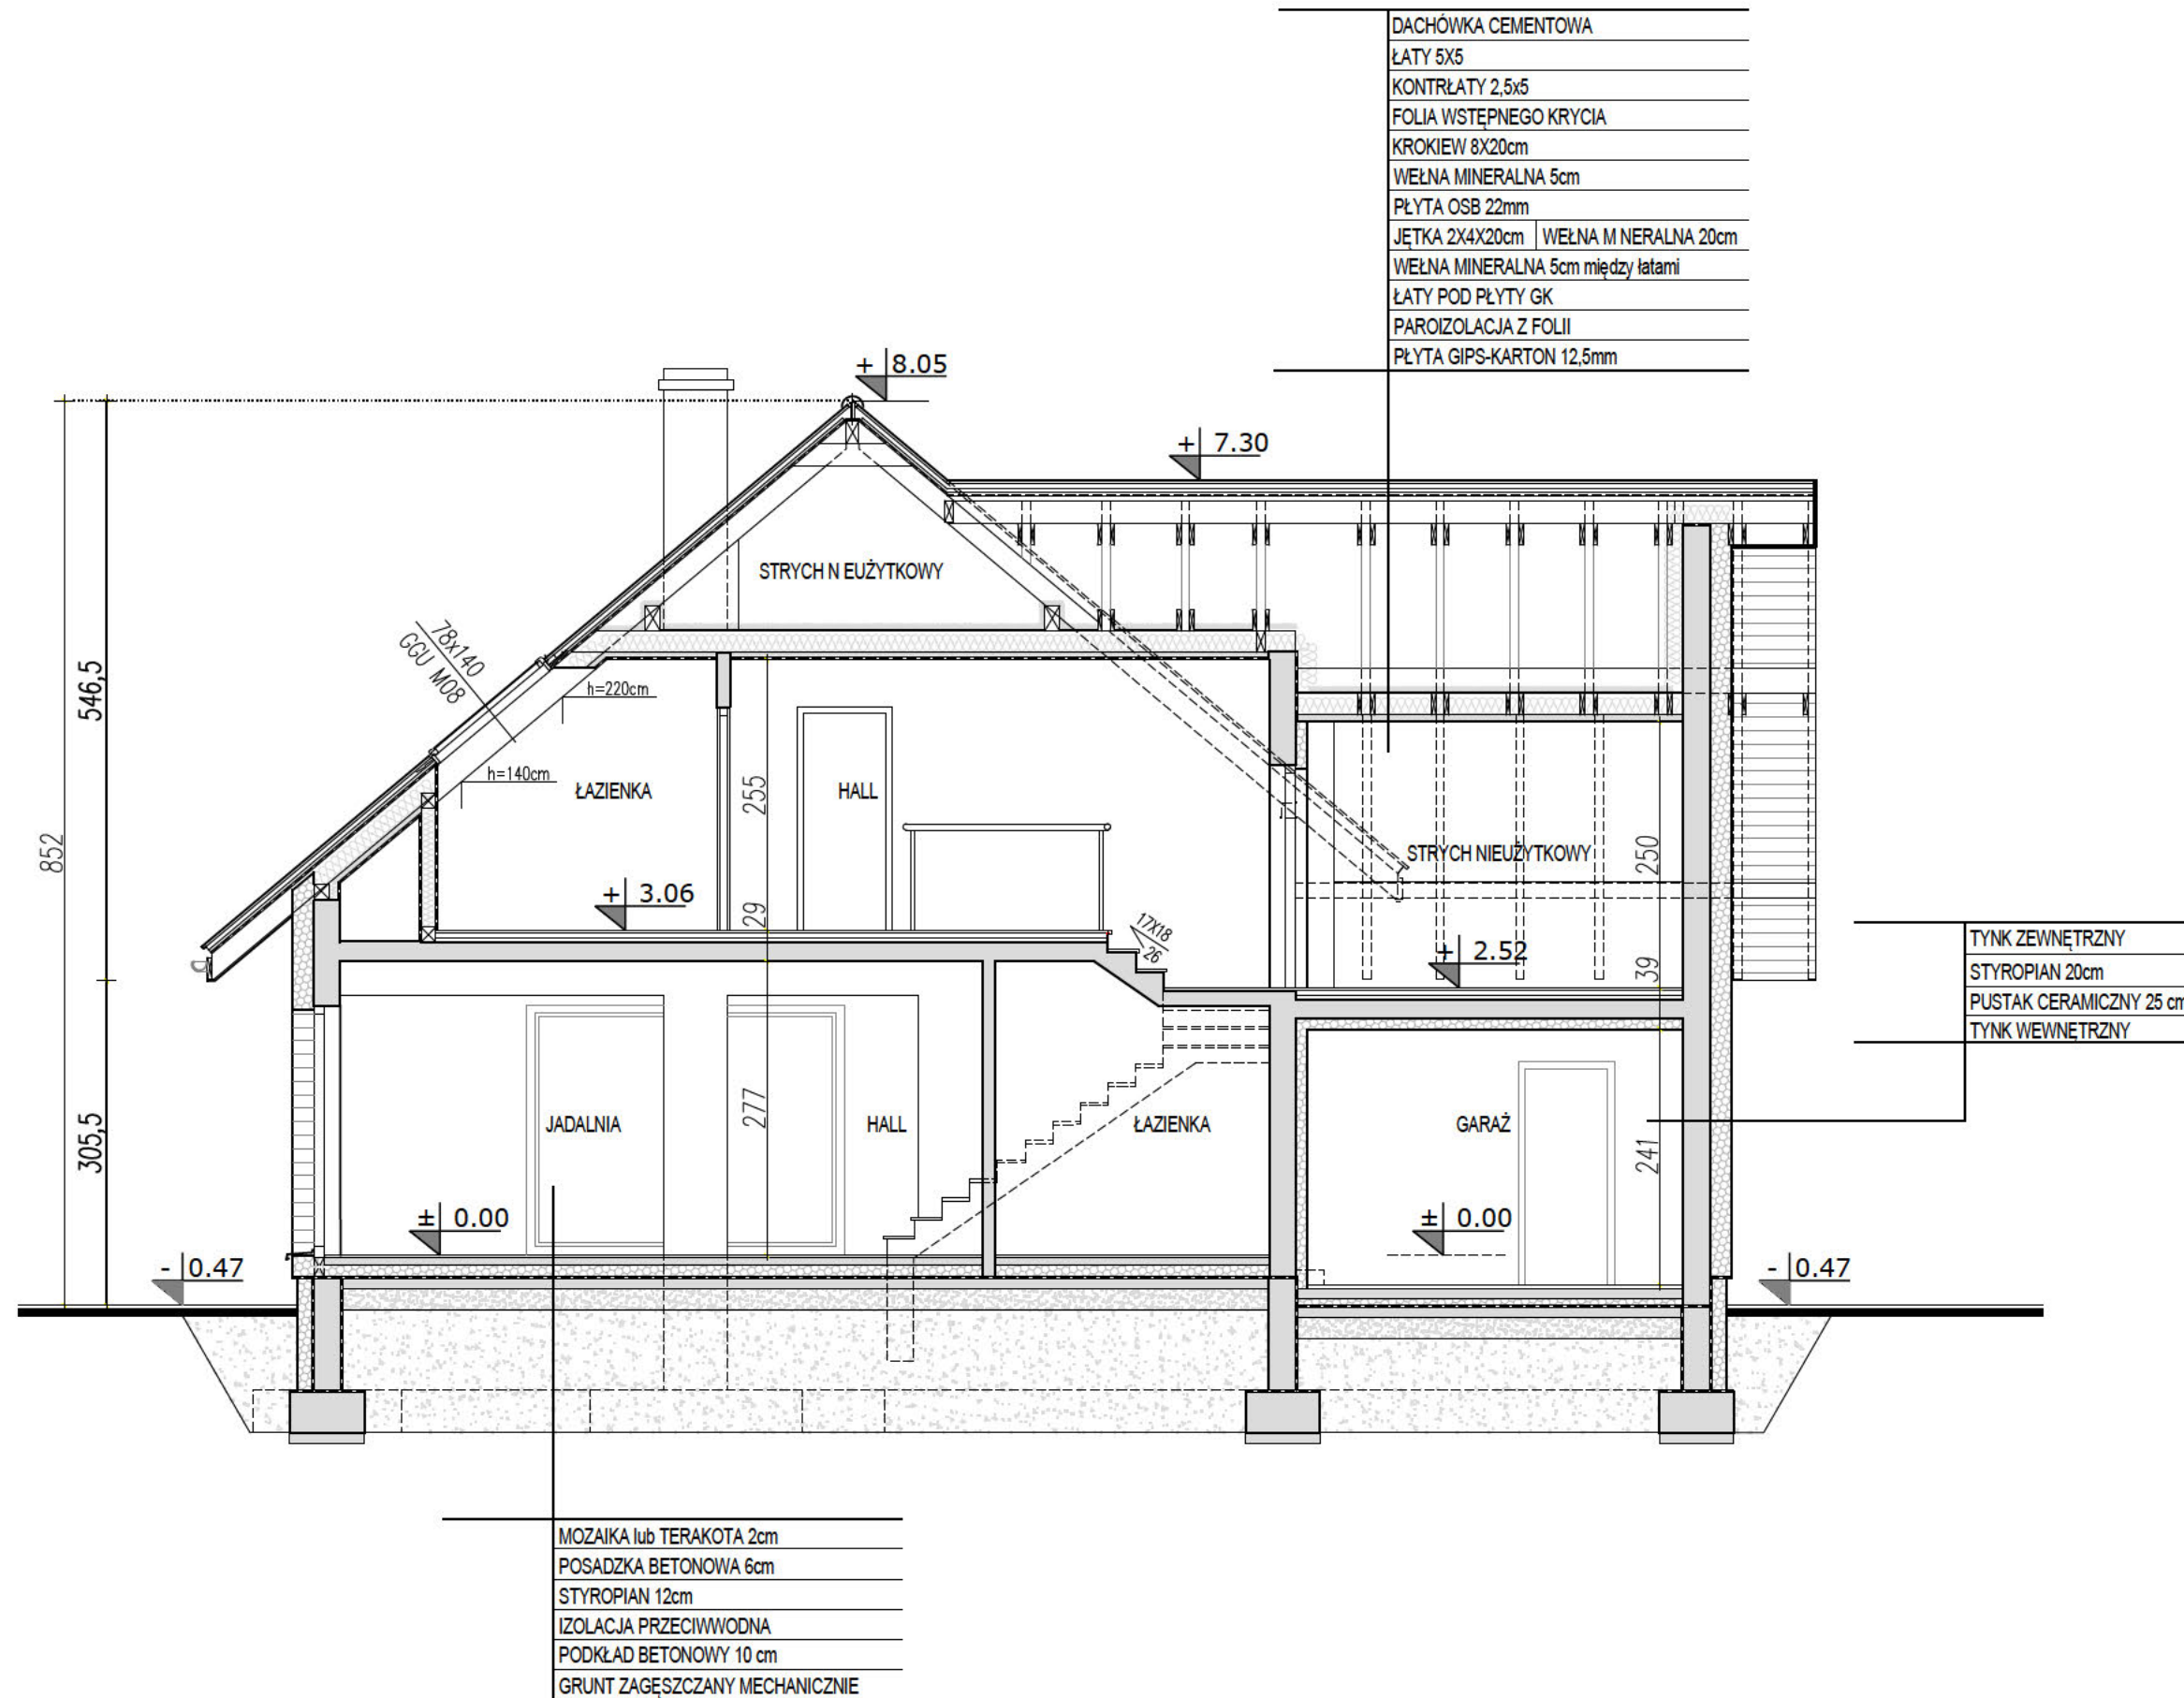 DACHÓWKA CEMENTOWA
ŁATY 5X5
KONTRŁATY 2,5x5
FOLIA WSTĘPNEGO KRYCIA
KROKIEW 8X20cm
WEŁNA MINERALNA 5cm
PŁYTA OSB 22mm
JĘTKA 2X4X20cm WEŁNA M NERALNA 20cm
WEŁNA MINERALNA 5cm między łatami
ŁATY POD PŁYTY GK
PAROIZOLACJA Z FOLII
PŁYTA GIPS-KARTON 12,5mm
+ 8.05
+ 7.30
STRYCH N EUŻYTKOWY
78x140
GGU M08
546,5
h=220cm
h=140cm
ŁAZIENKA
255
HALL
852
STRYCH NIEUŻYTKOWY
250
+ 3.06
29
17X18
26
+ 2.52
39
TYNK ZEWNĘTRZNY
STYROPIAN 20cm
PUSTAK CERAMICZNY 25 cm
TYNK WEWNĘTRZNY
305,5
JADALNIA
277
HALL
ŁAZIENKA
GARAŻ
241
± 0.00
± 0.00
- 0.47
- 0.47
MOZAIKA lub TERAKOTA 2cm
POSADZKA BETONOWA 6cm
STYROPIAN 12cm
IZOLACJA PRZECIWWODNA
PODKŁAD BETONOWY 10 cm
GRUNT ZAGĘSZCZANY MECHANICZNIE